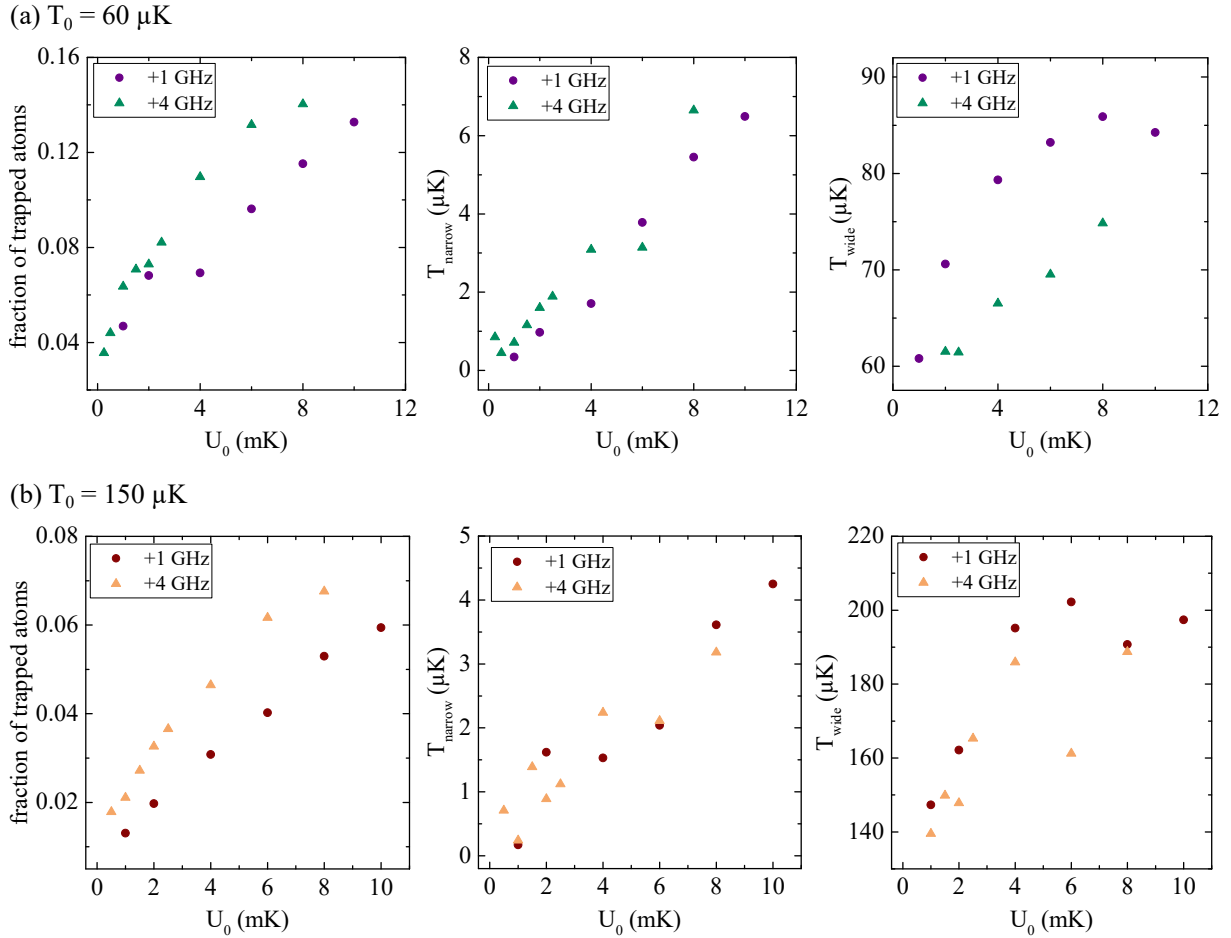 (a) T0 = 60 µK
fraction of trapped atoms
0.16
0.12
0.08
0.04
+1 GHz
+4 GHz
0 4 8 12
U0 (mK)
Tnarrow (µK)
8
6
4
2
0
+1 GHz
+4 GHz
0 4 8 12
U0 (mK)
Twide (µK)
90
80
70
60
+1 GHz
+4 GHz
0 4 8 12
U0 (mK)
(b) T0 = 150 µK
fraction of trapped atoms
0.08
0.06
0.04
0.02
+1 GHz
+4 GHz
0 2 4 6 8 10
U0 (mK)
Tnarrow (µK)
5
4
3
2
1
0
+1 GHz
+4 GHz
0 2 4 6 8 10
U0 (mK)
Twide (µK)
220
200
180
160
140
+1 GHz
+4 GHz
0 2 4 6 8 10
U0 (mK)